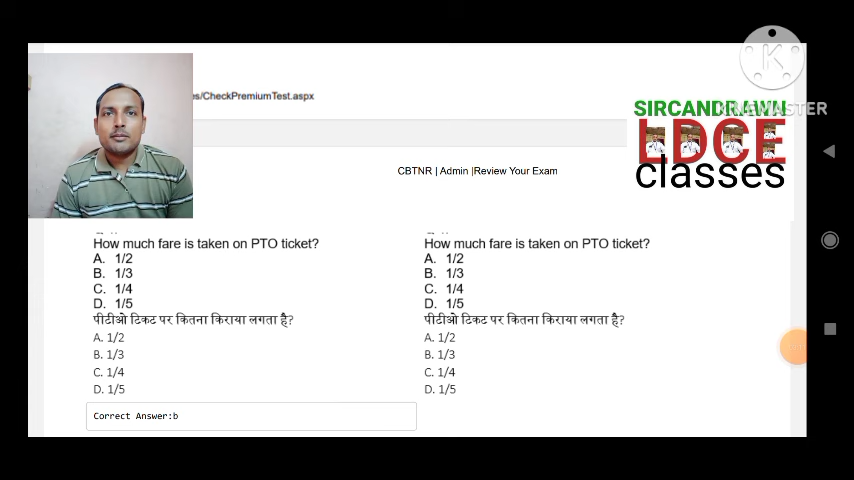 es/CheckPremiumTest.aspx
SIRCANDRAWN
KINEMASTER
LDCE
classes
CBTNR | Admin |Review Your Exam
How much fare is taken on PTO ticket?
A. 1/2
B. 1/3
C. 1/4
D. 1/5
पीटीओ टिकट पर कितना किराया लगता है?
A. 1/2
B. 1/3
C. 1/4
D. 1/5
Correct Answer:b
How much fare is taken on PTO ticket?
A. 1/2
B. 1/3
C. 1/4
D. 1/5
पीटीओ टिकट पर कितना किराया लगता है?
A. 1/2
B. 1/3
C. 1/4
D. 1/5